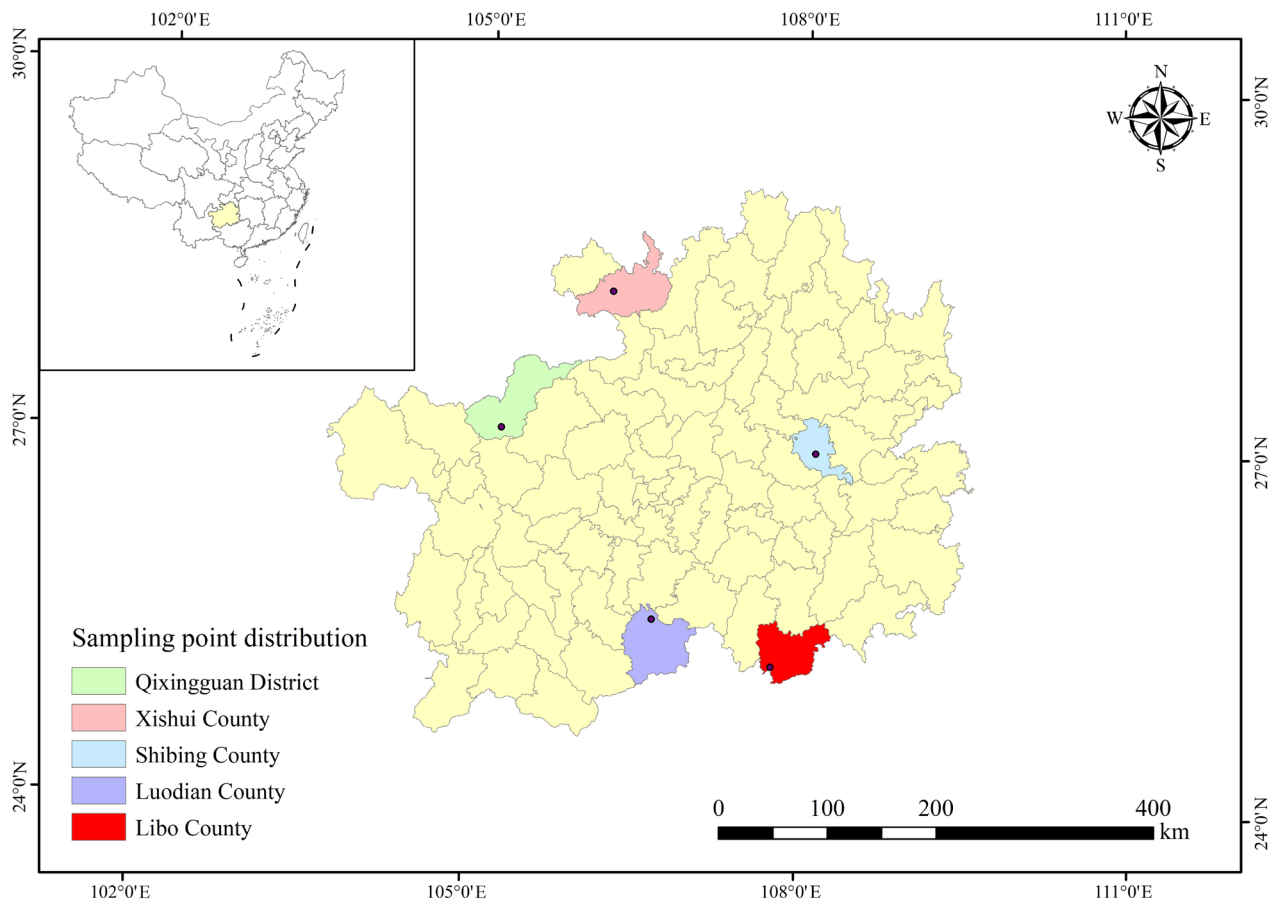 102°0'E 105°0'E 108°0'E 111°0'E
30°0'N
30°0'N
N
W E
S
27°0'N
27°0'N
Sampling point distribution
Qixingguan District
Xishui County
Shibing County
Luodian County
Libo County
24°0'N
24°0'N
0 100 200 400
km
102°0'E 105°0'E 108°0'E 111°0'E